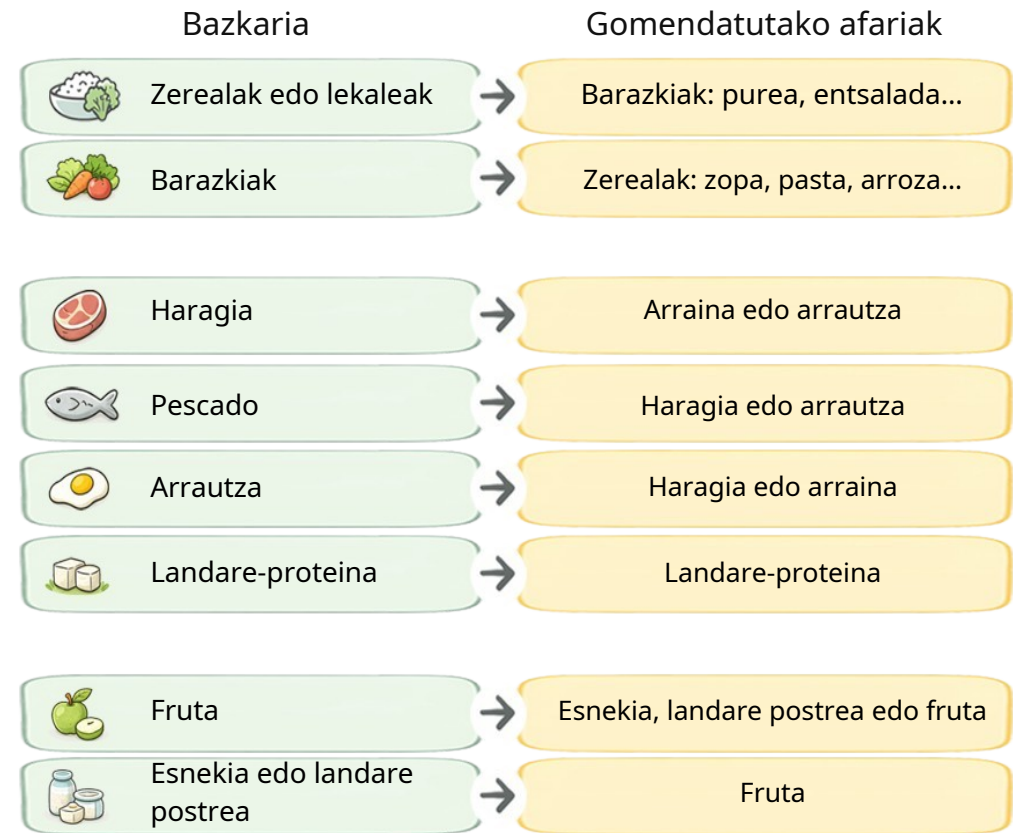 Bazkaria
Gomendatutako afariak
Zerealak edo lekaleak
Barazkiak: purea, entsalada...
Barazkiak
Zerealak: zopa, pasta, arroza...
Haragia
Arraina edo arrautza
Pescado
Haragia edo arrautza
Arrautza
Haragia edo arraina
Landare-proteina
Landare-proteina
Fruta
Esnekia, landare postrea edo fruta
Esnekia edo landare
postrea
Fruta